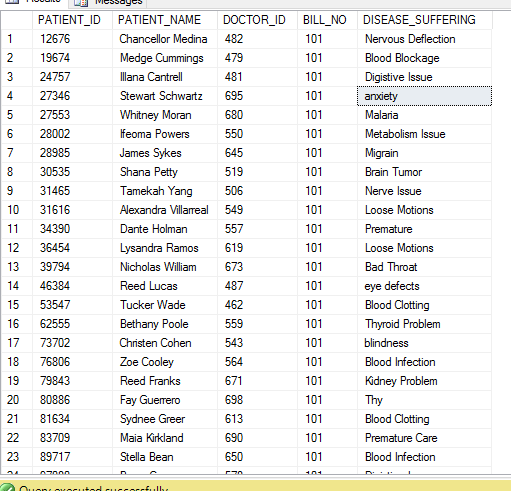 Results Messages
PATIENT_ID PATIENT_NAME DOCTOR_ID BILL_NO DISEASE_SUFFERING
1 12676 Chancellor Medina 482 101 Nervous Deflection
2 19674 Medge Cummings 479 101 Blood Blockage
3 24757 Illana Cantrell 481 101 Digistive Issue
4 27346 Stewart Schwartz 695 101 anxiety
5 27553 Whitney Moran 680 101 Malaria
6 28002 Ifeoma Powers 550 101 Metabolism Issue
7 28985 James Sykes 645 101 Migrain
8 30535 Shana Petty 519 101 Brain Tumor
9 31465 Tamekah Yang 506 101 Nerve Issue
10 31616 Alexandra Villarreal 549 101 Loose Motions
11 34390 Dante Holman 557 101 Premature
12 36454 Lysandra Ramos 619 101 Loose Motions
13 39794 Nicholas William 673 101 Bad Throat
14 46384 Reed Lucas 487 101 eye defects
15 53547 Tucker Wade 462 101 Blood Clotting
16 62555 Bethany Poole 559 101 Thyroid Problem
17 73702 Christen Cohen 543 101 blindness
18 76806 Zoe Cooley 564 101 Blood Infection
19 79843 Reed Franks 671 101 Kidney Problem
20 80886 Fay Guerrero 698 101 Thy
21 81634 Sydnee Greer 613 101 Blood Clotting
22 83709 Maia Kirkland 690 101 Premature Care
23 89717 Stella Bean 650 101 Blood Infection
24 101
Query executed successfully